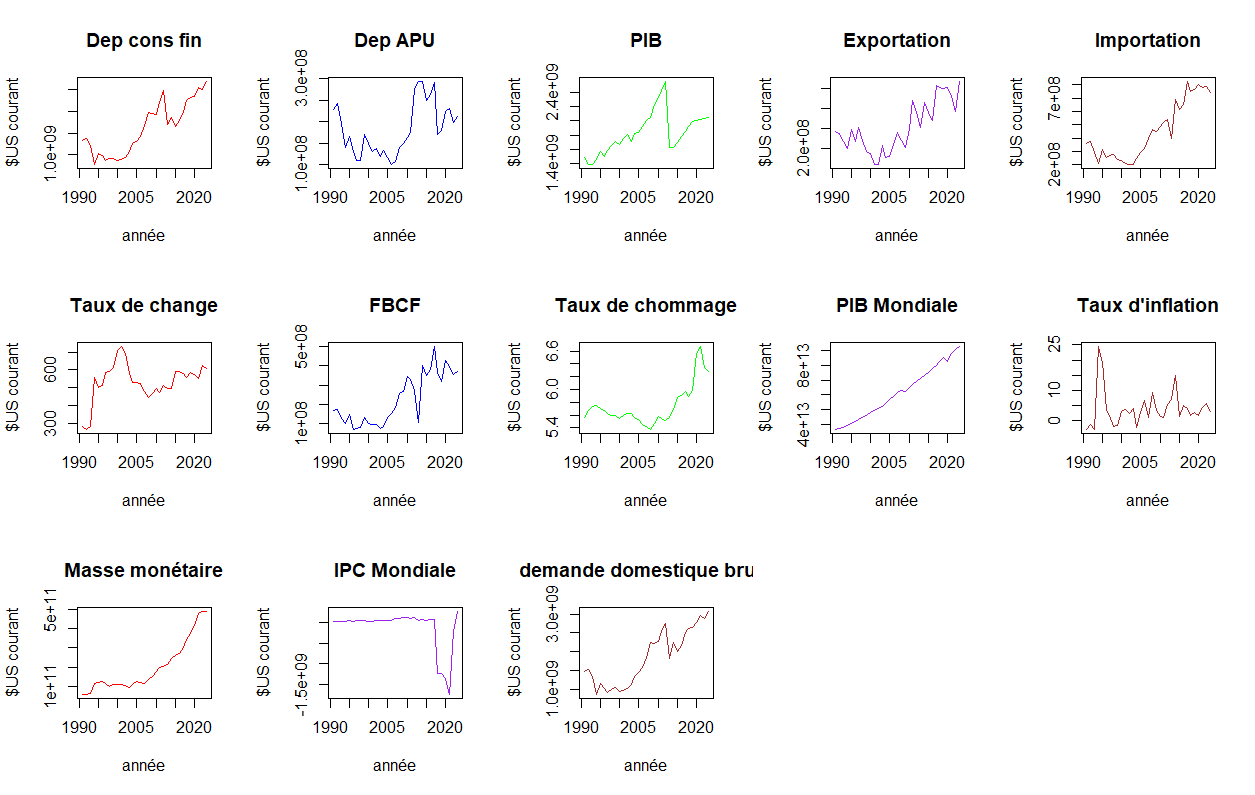 Dep cons fin
$US courant
1.0e+09
1990 2005 2020
année
Dep APU
$US courant
1.0e+08 3.0e+08
1990 2005 2020
année
PIB
$US courant
1.4e+09 2.4e+09
1990 2005 2020
année
Exportation
$US courant
2.0e+08
1990 2005 2020
année
Importation
$US courant
2e+08 7e+08
1990 2005 2020
année
Taux de change
$US courant
300 600
1990 2005 2020
année
FBCF
$US courant
1e+08 5e+08
1990 2005 2020
année
Taux de chommage
$US courant
5.4 6.0 6.6
1990 2005 2020
année
PIB Mondiale
$US courant
4e+13 8e+13
1990 2005 2020
année
Taux d'inflation
$US courant
0 10 25
1990 2005 2020
année
Masse monétaire
$US courant
1e+11 5e+11
1990 2005 2020
année
IPC Mondiale
$US courant
-1.5e+09
1990 2005 2020
année
demande domestique bru
$US courant
1.0e+09 3.0e+09
1990 2005 2020
année